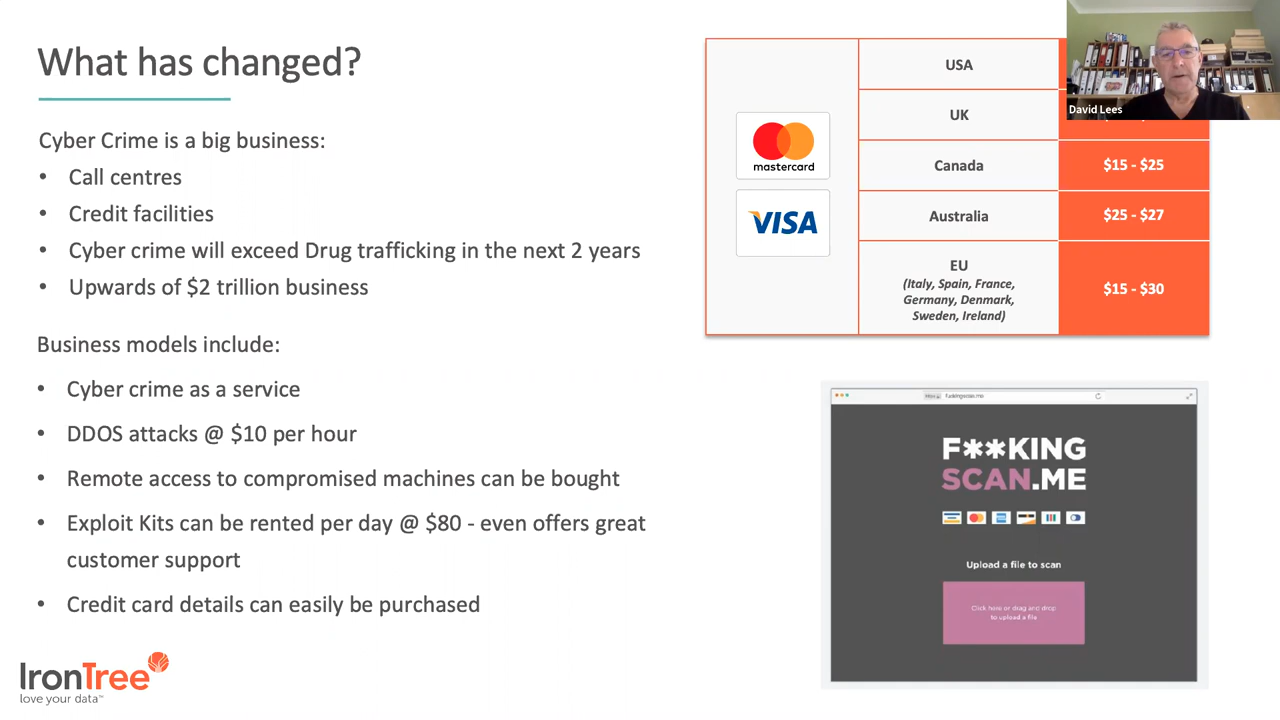 What has changed?
Cyber Crime is a big business:
• Call centres
• Credit facilities
• Cyber crime will exceed Drug trafficking in the next 2 years
• Upwards of $2 trillion business
Business models include:
• Cyber crime as a service
• DDOS attacks @ $10 per hour
• Remote access to compromised machines can be bought
• Exploit Kits can be rented per day @ $80 - even offers great
customer support
• Credit card details can easily be purchased
IronTree
love your data™
mastercard
VISA
USA
UK
Canada
$15 - $25
Australia
$25 - $27
EU
(Italy, Spain, France,
Germany, Denmark,
Sweden, Ireland)
$15 - $30
David Lees
F**KING
SCAN.ME
Upload a file to scan
Click here or drag and drop
to upload a file